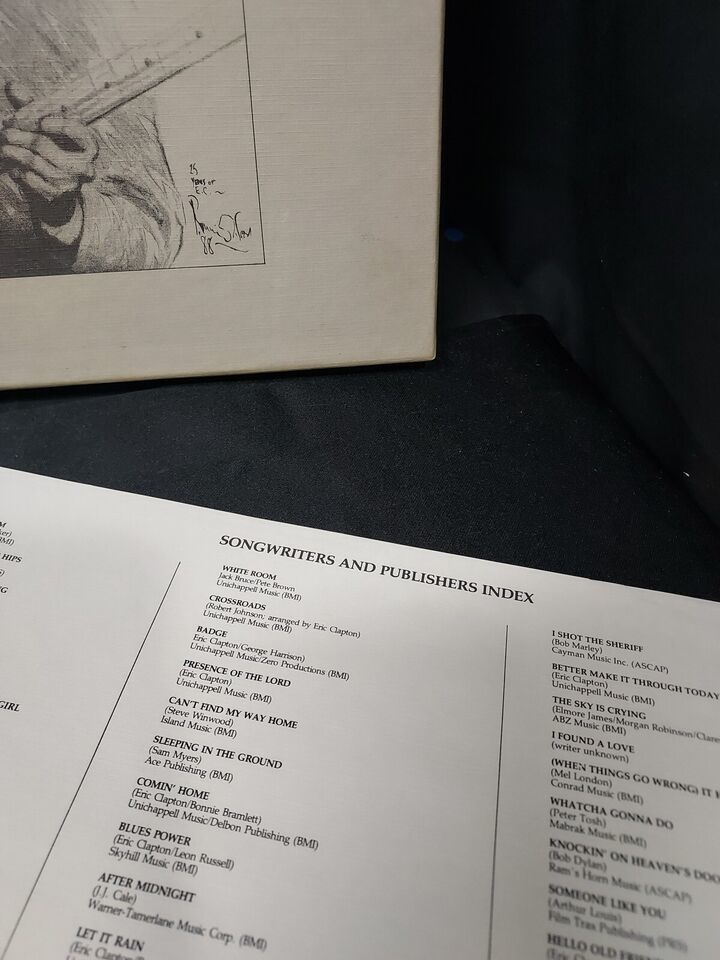 25
YEARS OF
E.C. ~
88
SONGWRITERS AND PUBLISHERS INDEX
HIPS
GIRL
WHITE ROOM
Jack Bruce/Pete Brown
Unichappell Music (BMI)
CROSSROADS
(Robert Johnson; arranged by Eric Clapton)
Unichappell Music (BMI)
BADGE
Eric Clapton/George Harrison)
Unichappell Music/Zero Productions (BMI)
PRESENCE OF THE LORD
(Eric Clapton)
Unichappell Music (BMI)
CAN'T FIND MY WAY HOME
(Steve Winwood)
Island Music (BMI)
SLEEPING IN THE GROUND
(Sam Myers)
Ace Publishing (BMI)
COMIN' HOME
(Eric Clapton/Bonnie Bramlett)
Unichappell Music/Delbon Publishing (BMI)
BLUES POWER
(Eric Clapton/Leon Russell)
Skyhill Music (BMI)
AFTER MIDNIGHT
(J.J. Cale)
Warner-Tamerlane Music Corp. (BMI)
LET IT RAIN
(Eric Clapton/B
I SHOT THE SHERIFF
(Bob Marley)
Cayman Music Inc. (ASCAP)
BETTER MAKE IT THROUGH TODAY
(Eric Clapton)
Unichappell Music (BMI)
THE SKY IS CRYING
(Elmore James/Morgan Robinson/Clare
ABZ Music (BMI)
I FOUND A LOVE
(writer unknown)
(WHEN THINGS GO WRONG) IT H
(Mel London)
Conrad Music (BMI)
WHATCHA GONNA DO
(Peter Tosh)
Mabrak Music (BMI)
KNOCKIN' ON HEAVEN'S DOO
(Bob Dylan)
Ram's Horn Music (ASCAP)
SOMEONE LIKE YOU
(Arthur Louis)
Film Trax Publishing (PRS)
HELLO OLD FRIEN
(Eric Cl